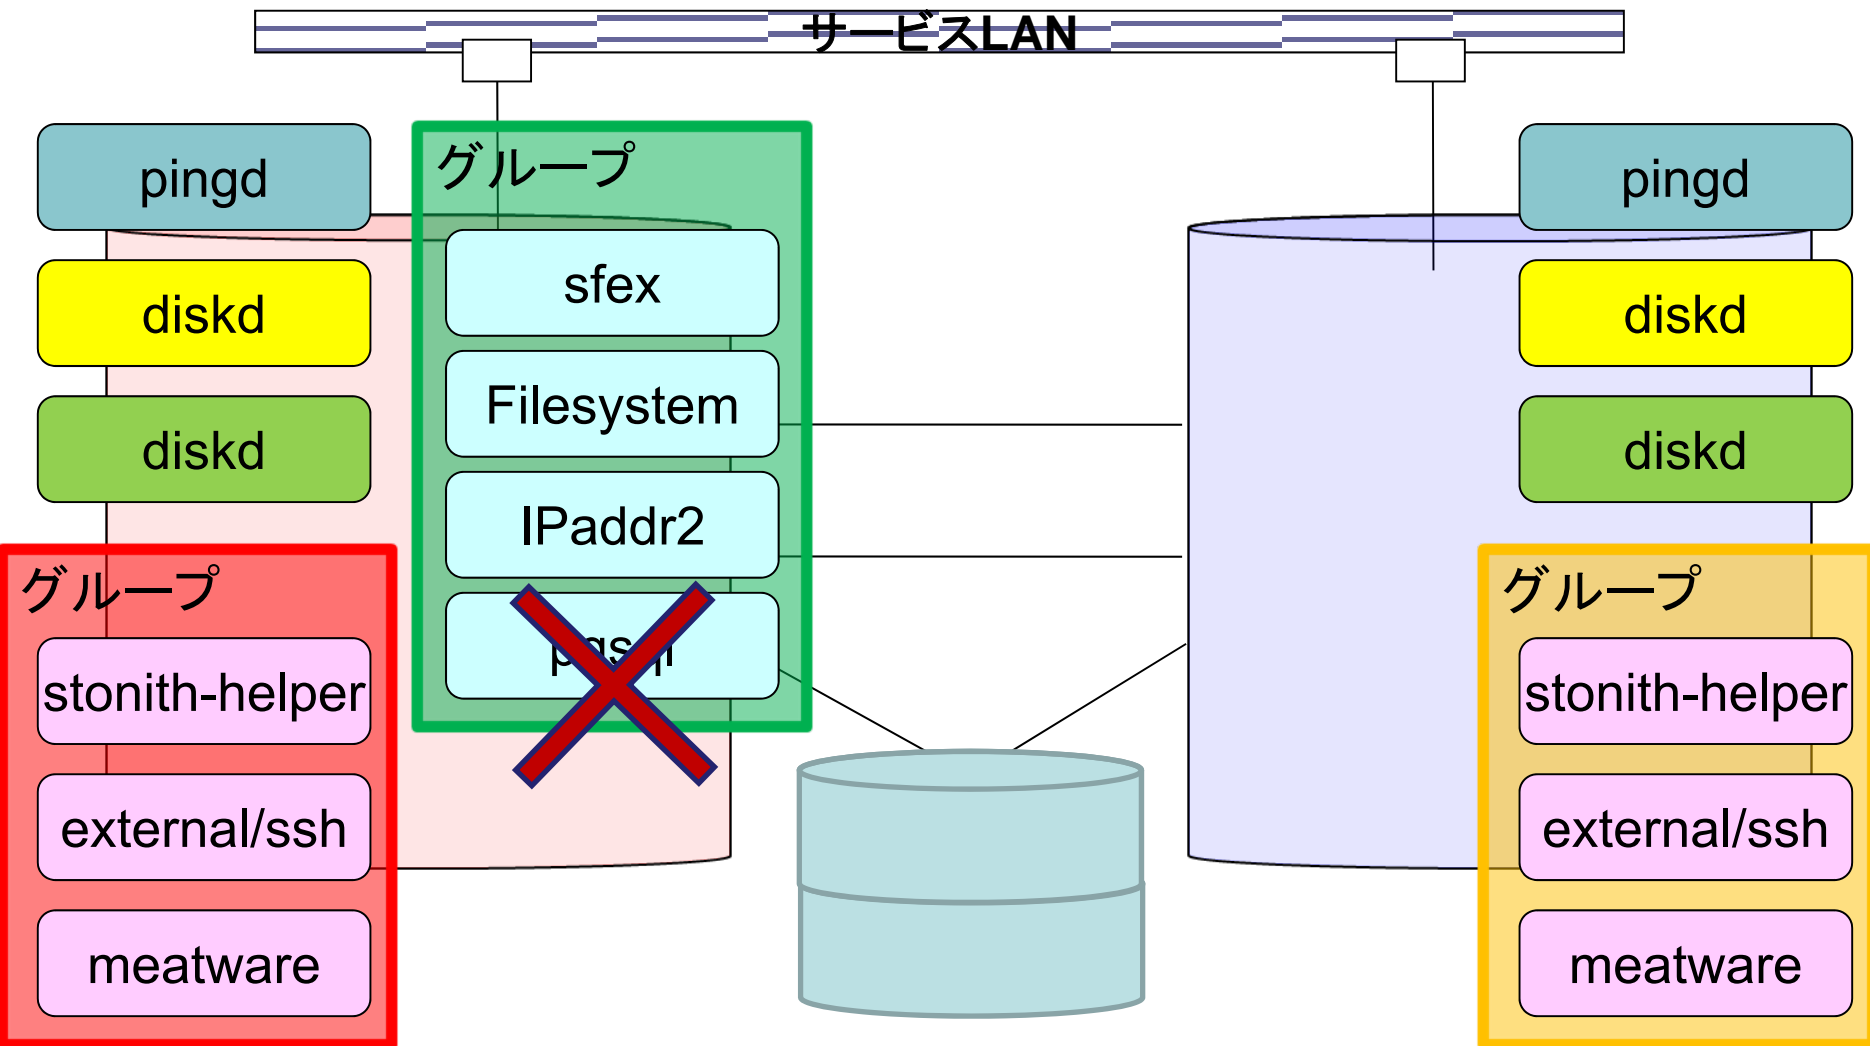 サービスLAN
pingd
diskd
diskd
グループ
stonith-helper
external/ssh
meatware
グループ
sfex
Filesystem
IPaddr2
pgsql
pingd
diskd
diskd
グループ
stonith-helper
external/ssh
meatware